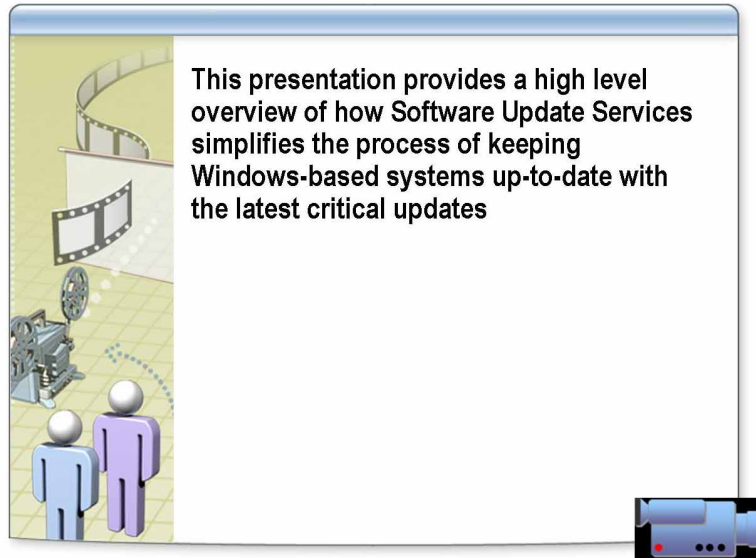 This presentation provides a high level
overview of how Software Update Services
simplifies the process of keeping
Windows-based systems up-to-date with
the latest critical updates